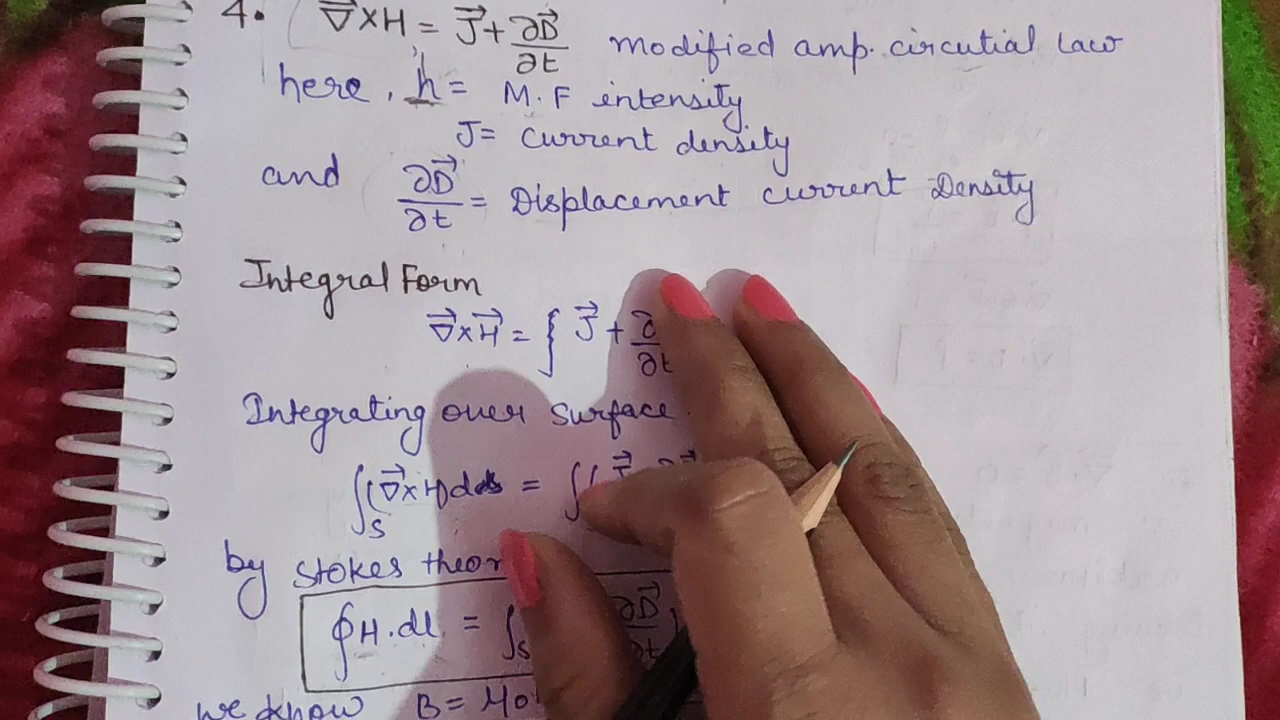 4. ∇⃗×H = J⃗ + ∂D⃗/∂t modified amp. circutial law
here, h = M.F intensity
J = Current density
and ∂D⃗/∂t = Displacement current Density
Integral Form
∇⃗×H⃗ = { J⃗ + ∂/∂t
Integrating over surface.
∫S (∇⃗×H)ds = ∫(
by Stokes theor
∮H.dl = ∫S ∂D⃗/∂t
we know B = μo